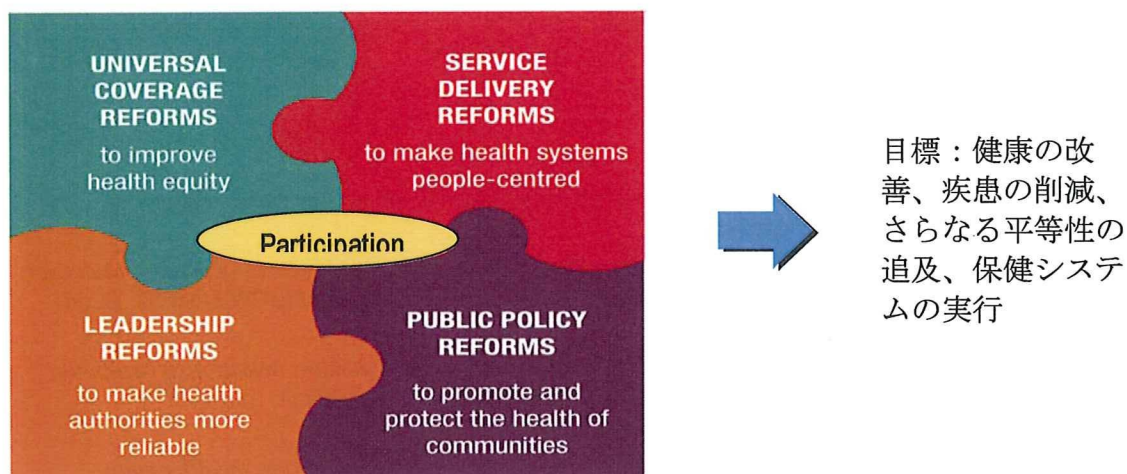 UNIVERSAL
COVERAGE
REFORMS
to improve
health equity
SERVICE
DELIVERY
REFORMS
to make health systems
people-centred
Participation
LEADERSHIP
REFORMS
to make health
authorities more
reliable
PUBLIC POLICY
REFORMS
to promote and
protect the health of
communities
目標：健康の改
善、疾患の削減、
さらなる平等性の
追及、保健システ
ムの実行